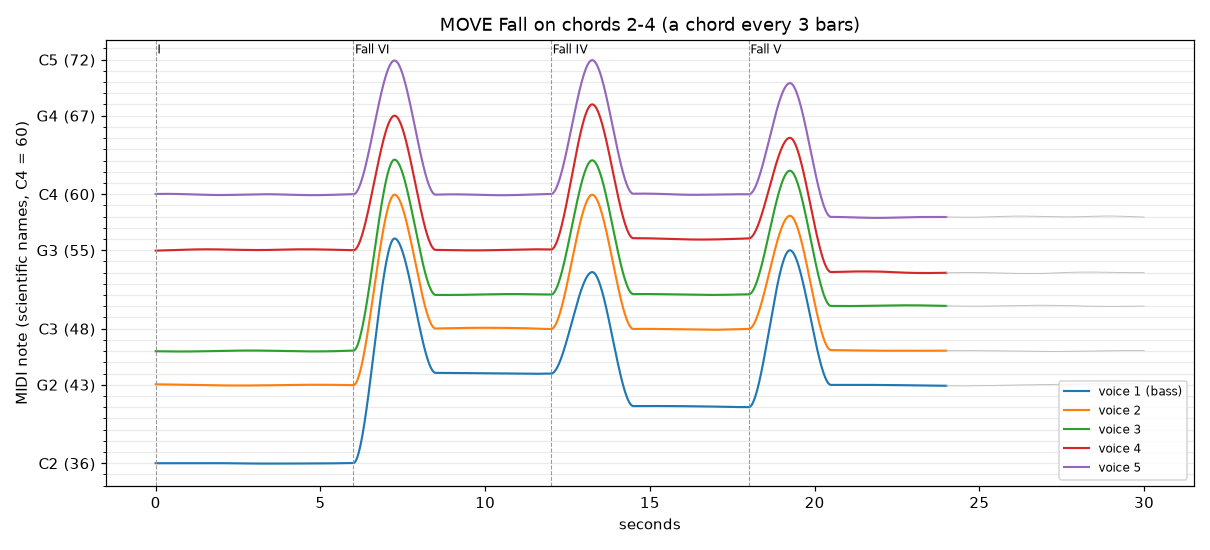 MOVE Fall on chords 2-4 (a chord every 3 bars)
I
Fall VI
Fall IV
Fall V
C5 (72)
G4 (67)
C4 (60)
G3 (55)
C3 (48)
G2 (43)
C2 (36)
MIDI note (scientific names, C4 = 60)
voice 1 (bass)
voice 2
voice 3
voice 4
voice 5
0
5
10
15
20
25
30
seconds